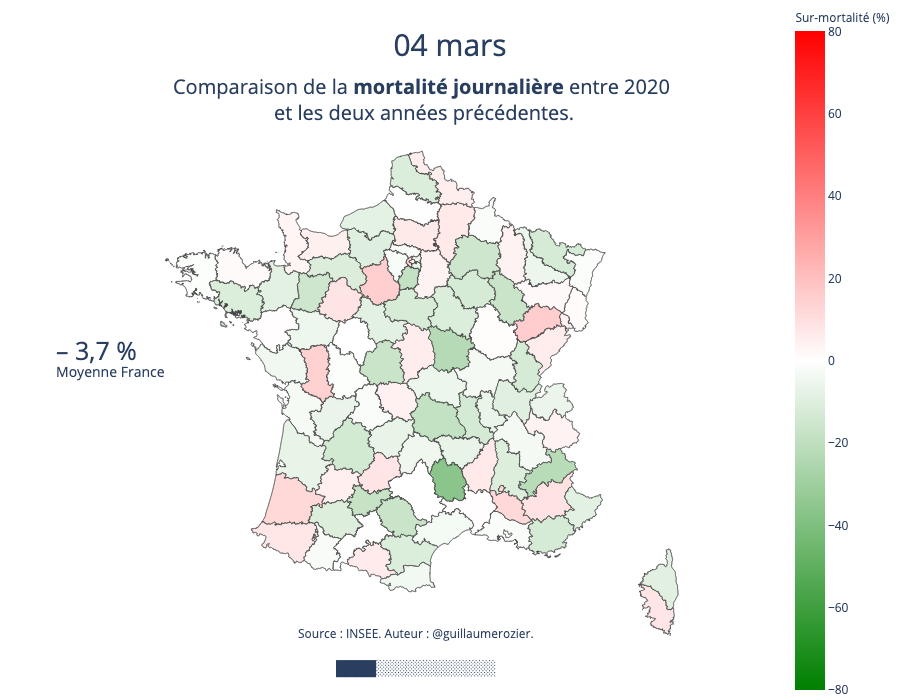 Sur-mortalité (%)
04 mars
Comparaison de la mortalité journalière entre 2020
et les deux années précédentes.
80
60
40
20
0
−20
−40
−60
−80
– 3,7 %
Moyenne France
Source : INSEE. Auteur : @guillaumerozier.